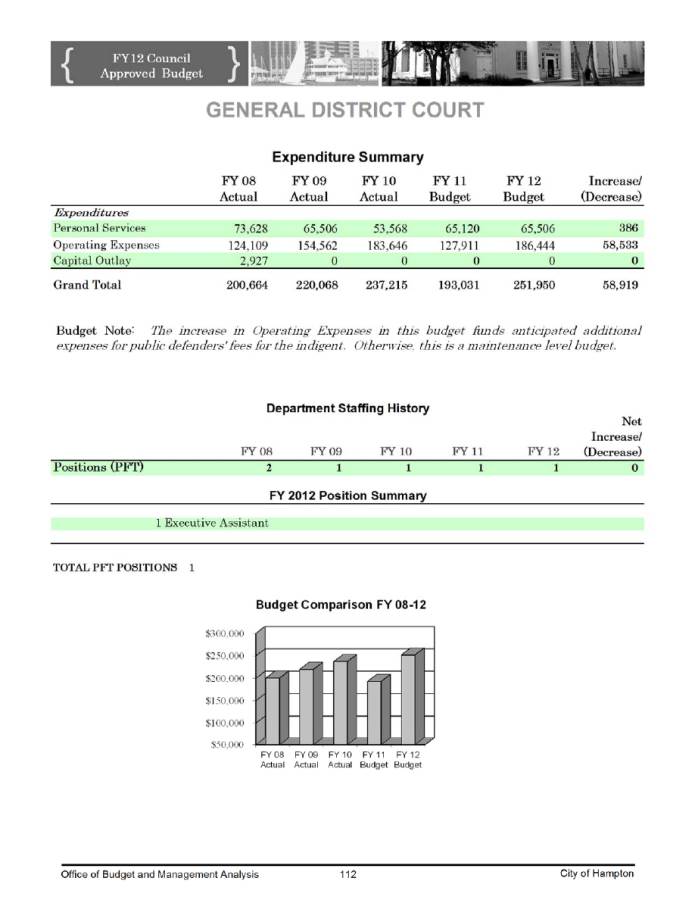 { FY12 Council }
Approved Budget
GENERAL DISTRICT COURT
Expenditure Summary
FY 08 FY 09 FY 10 FY 11 FY 12 Increase/
Actual Actual Actual Budget Budget (Decrease)
Expenditures
Personal Services 73,628 65,506 53,568 65,120 65,506 386
Operating Expenses 124,109 154,562 183,646 127,911 186,444 58,533
Capital Outlay 2,927 0 0 0 0 0
Grand Total 200,664 220,068 237,215 193,031 251,950 58,919
Budget Note: The increase in Operating Expenses in this budget funds anticipated additional
expenses for public defenders' fees for the indigent. Otherwise, this is a maintenance level budget.
Department Staffing History
Net
Increase/
FY 08 FY 09 FY 10 FY 11 FY 12 (Decrease)
Positions (PFT) 2 1 1 1 1 0
FY 2012 Position Summary
1 Executive Assistant
TOTAL PFT POSITIONS 1
Budget Comparison FY 08-12
$300,000
$250,000
$200,000
$150,000
$100,000
$50,000
FY 08 FY 09 FY 10 FY 11 FY 12
Actual Actual Actual Budget Budget
Office of Budget and Management Analysis 112 City of Hampton